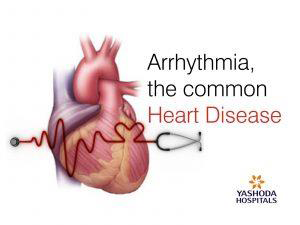 Arrhythmia,
the common
Heart Disease
YASHODA
HOSPITALS